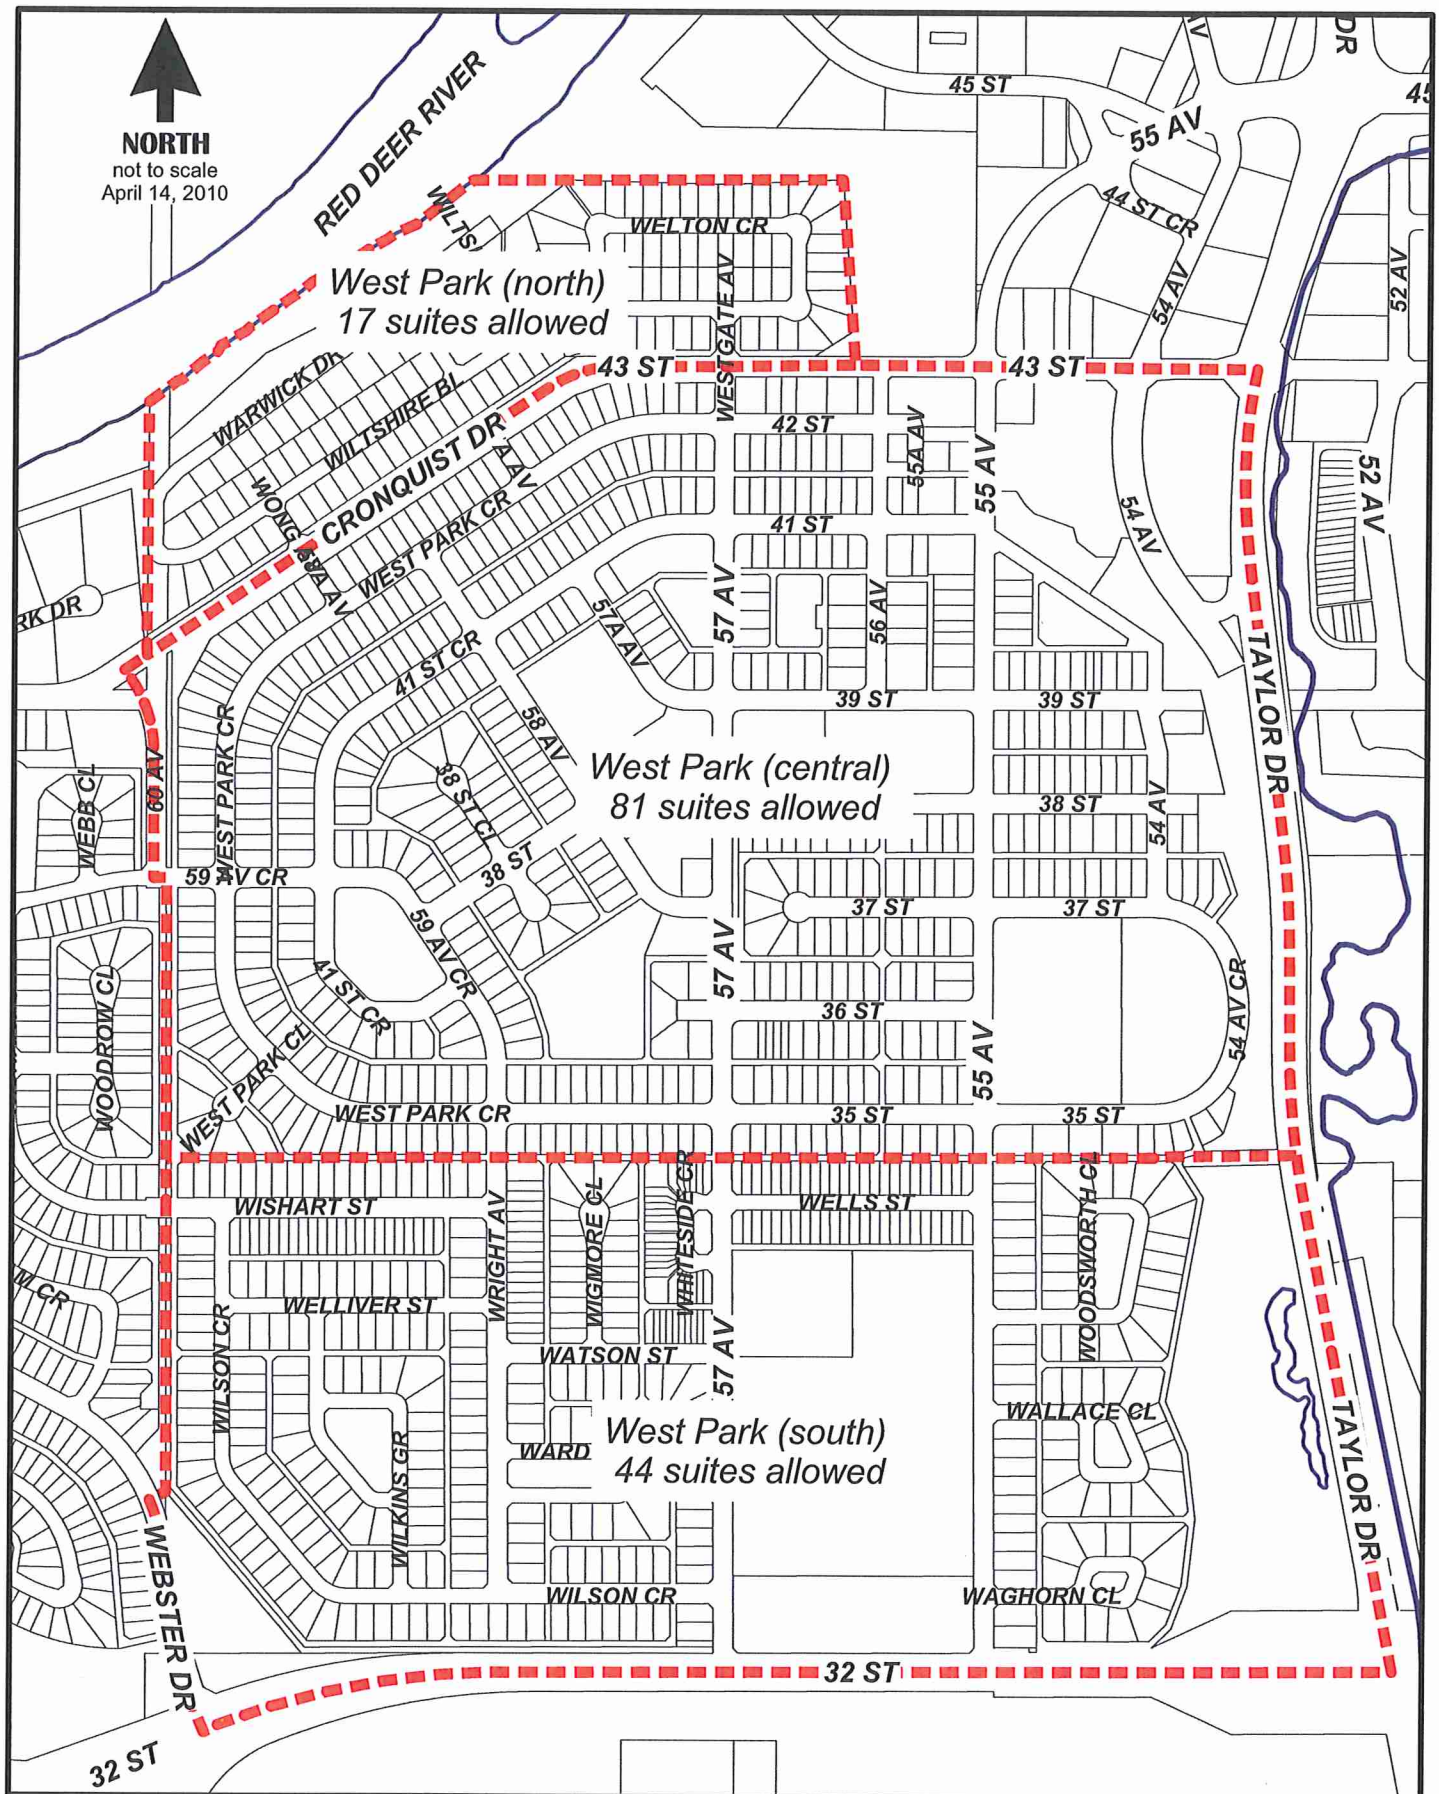 45 ST
DR
55 AV
NORTH
not to scale
April 14, 2010
RED DEER RIVER
44 ST CR
WELTON CR
54 AV
52 AV
West Park (north)
17 suites allowed
WESTGATE AV
43 ST
43 ST
WARWICK DR
WILTSHIRE BL
CRONQUIST DR
42 ST
55A AV
55 AV
52 AV
WEST PARK CR
41 ST
54 AV
57 AV
56 AV
57A AV
41 ST CR
39 ST
39 ST
TAYLOR DR
58 AV
WEST PARK CR
60 AV
West Park (central)
81 suites allowed
WEBB CL
38 ST CL
38 ST
38 ST
54 AV
59 AV CR
59 AV CR
37 ST
37 ST
57 AV
WOODROW CL
41 ST CR
36 ST
54 AV CR
WEST PARK CL
55 AV
WEST PARK CR
35 ST
35 ST
WISHART ST
WRIGHT AV
WIGMORE CL
WHITESIDE CR
WELLS ST
WOODSWORTH CL
M CR
WELLIVER ST
WILSON CR
WATSON ST
57 AV
WALLACE CL
WARD
West Park (south)
44 suites allowed
WILKINS GR
TAYLOR DR
WEBSTER DR
WILSON CR
WAGHORN CL
32 ST
32 ST